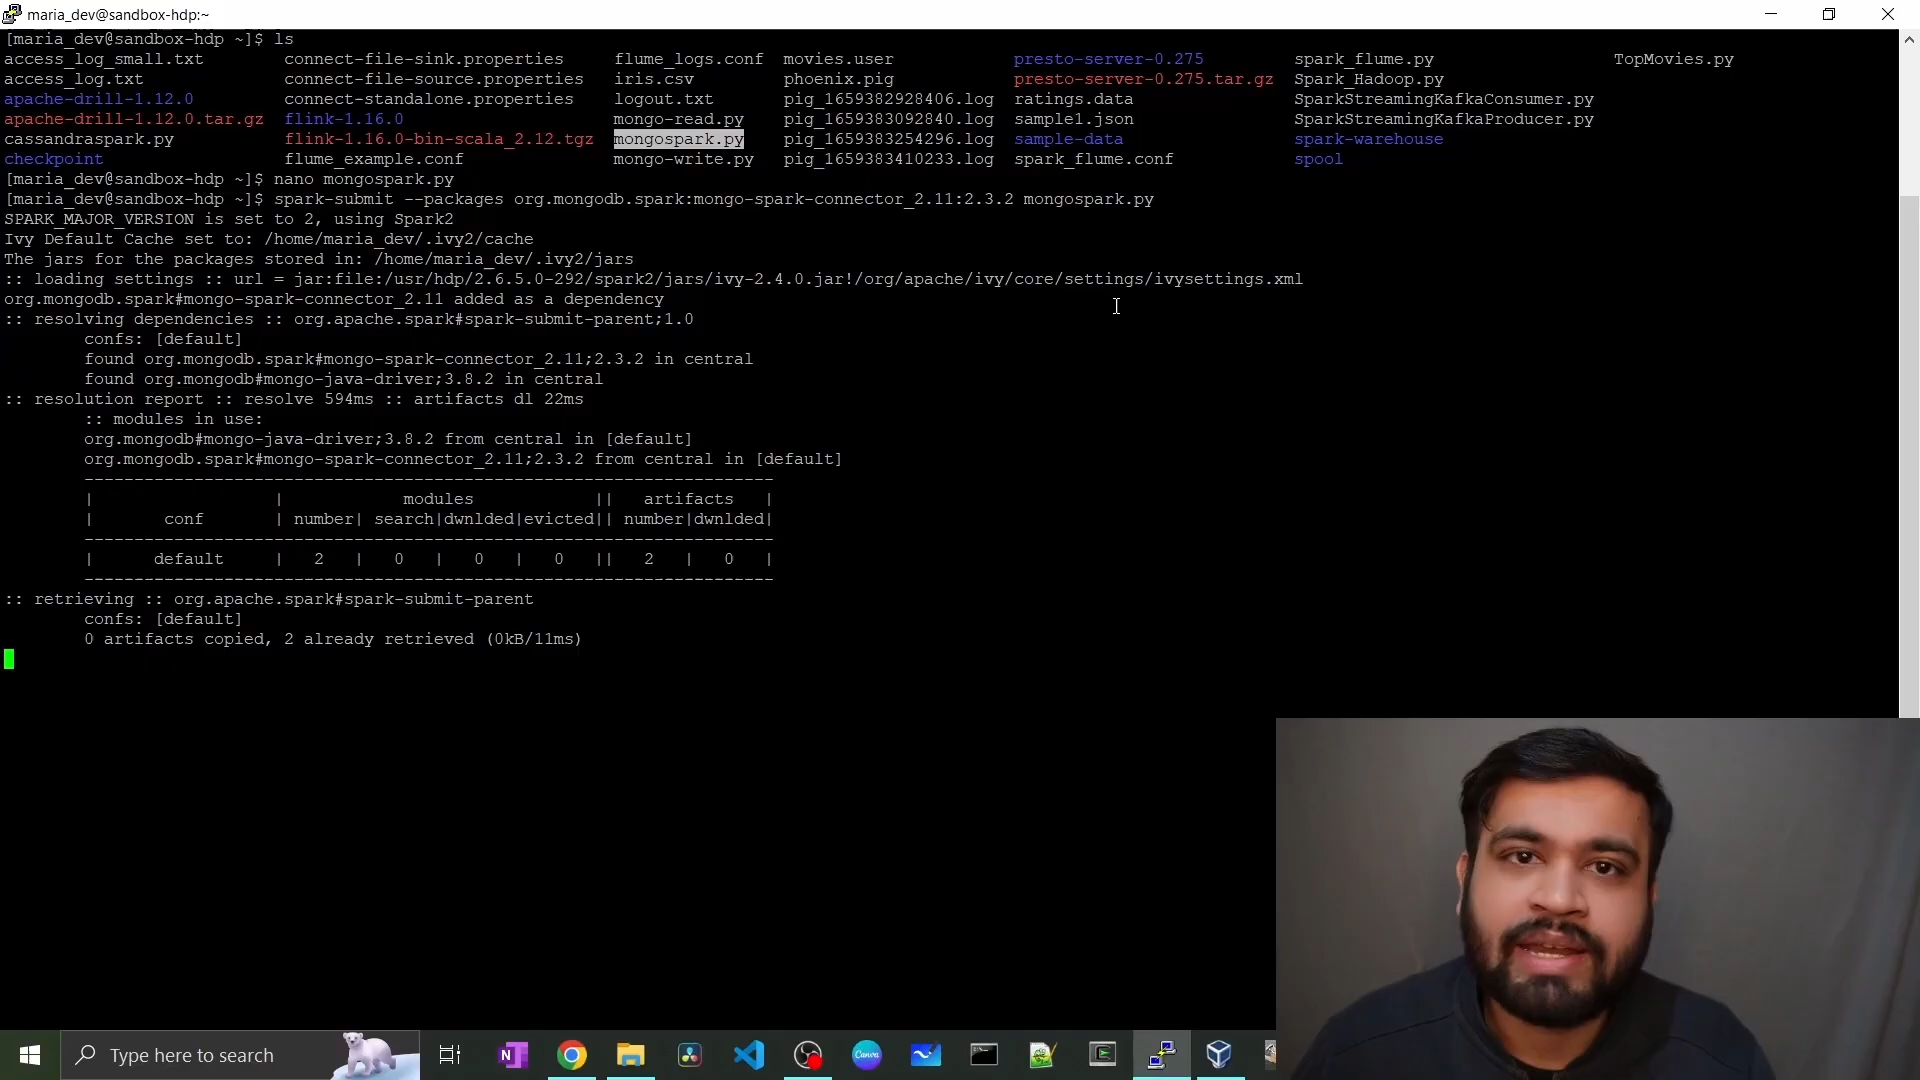 maria_dev@sandbox-hdp:~
[maria_dev@sandbox-hdp ~]$ ls
access_log_small.txt connect-file-sink.properties flume_logs.conf movies.user presto-server-0.275 spark_flume.py TopMovies.py
access_log.txt connect-file-source.properties iris.csv phoenix.pig presto-server-0.275.tar.gz Spark_Hadoop.py
apache-drill-1.12.0 connect-standalone.properties logout.txt pig_1659382928406.log ratings.data SparkStreamingKafkaConsumer.py
apache-drill-1.12.0.tar.gz flink-1.16.0 mongo-read.py pig_1659383092840.log sample1.json SparkStreamingKafkaProducer.py
cassandraspark.py flink-1.16.0-bin-scala_2.12.tgz mongospark.py pig_1659383254296.log sample-data spark-warehouse
checkpoint flume_example.conf mongo-write.py pig_1659383410233.log spark_flume.conf spool
[maria_dev@sandbox-hdp ~]$ nano mongospark.py
[maria_dev@sandbox-hdp ~]$ spark-submit --packages org.mongodb.spark:mongo-spark-connector_2.11:2.3.2 mongospark.py
SPARK_MAJOR_VERSION is set to 2, using Spark2
Ivy Default Cache set to: /home/maria_dev/.ivy2/cache
The jars for the packages stored in: /home/maria_dev/.ivy2/jars
:: loading settings :: url = jar:file:/usr/hdp/2.6.5.0-292/spark2/jars/ivy-2.4.0.jar!/org/apache/ivy/core/settings/ivysettings.xml
org.mongodb.spark#mongo-spark-connector_2.11 added as a dependency
:: resolving dependencies :: org.apache.spark#spark-submit-parent;1.0
confs: [default]
found org.mongodb.spark#mongo-spark-connector_2.11;2.3.2 in central
found org.mongodb#mongo-java-driver;3.8.2 in central
:: resolution report :: resolve 594ms :: artifacts dl 22ms
:: modules in use:
org.mongodb#mongo-java-driver;3.8.2 from central in [default]
org.mongodb.spark#mongo-spark-connector_2.11;2.3.2 from central in [default]
---------------------------------------------------------------------
| | modules || artifacts |
| conf | number| search|dwnlded|evicted|| number|dwnlded|
---------------------------------------------------------------------
| default | 2 | 0 | 0 | 0 || 2 | 0 |
---------------------------------------------------------------------
:: retrieving :: org.apache.spark#spark-submit-parent
confs: [default]
0 artifacts copied, 2 already retrieved (0kB/11ms)
Type here to search
N
Canva